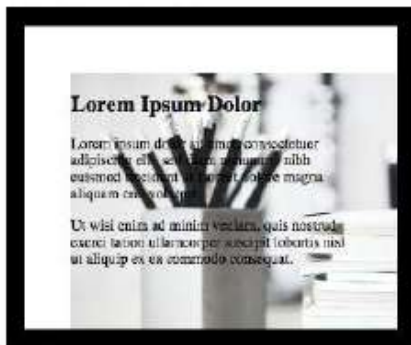 Lorem Ipsum Dolor
Lorem ipsum dolor sit amet, consectetuer
adipiscing elit, sed diam nonummy nibh
euismod tincidunt ut laoreet dolore magna
aliquam erat volutpat.
Ut wisi enim ad minim veniam, quis nostrud
exerci tation ullamcorper suscipit lobortis nisl
ut aliquip ex ea commodo consequat.